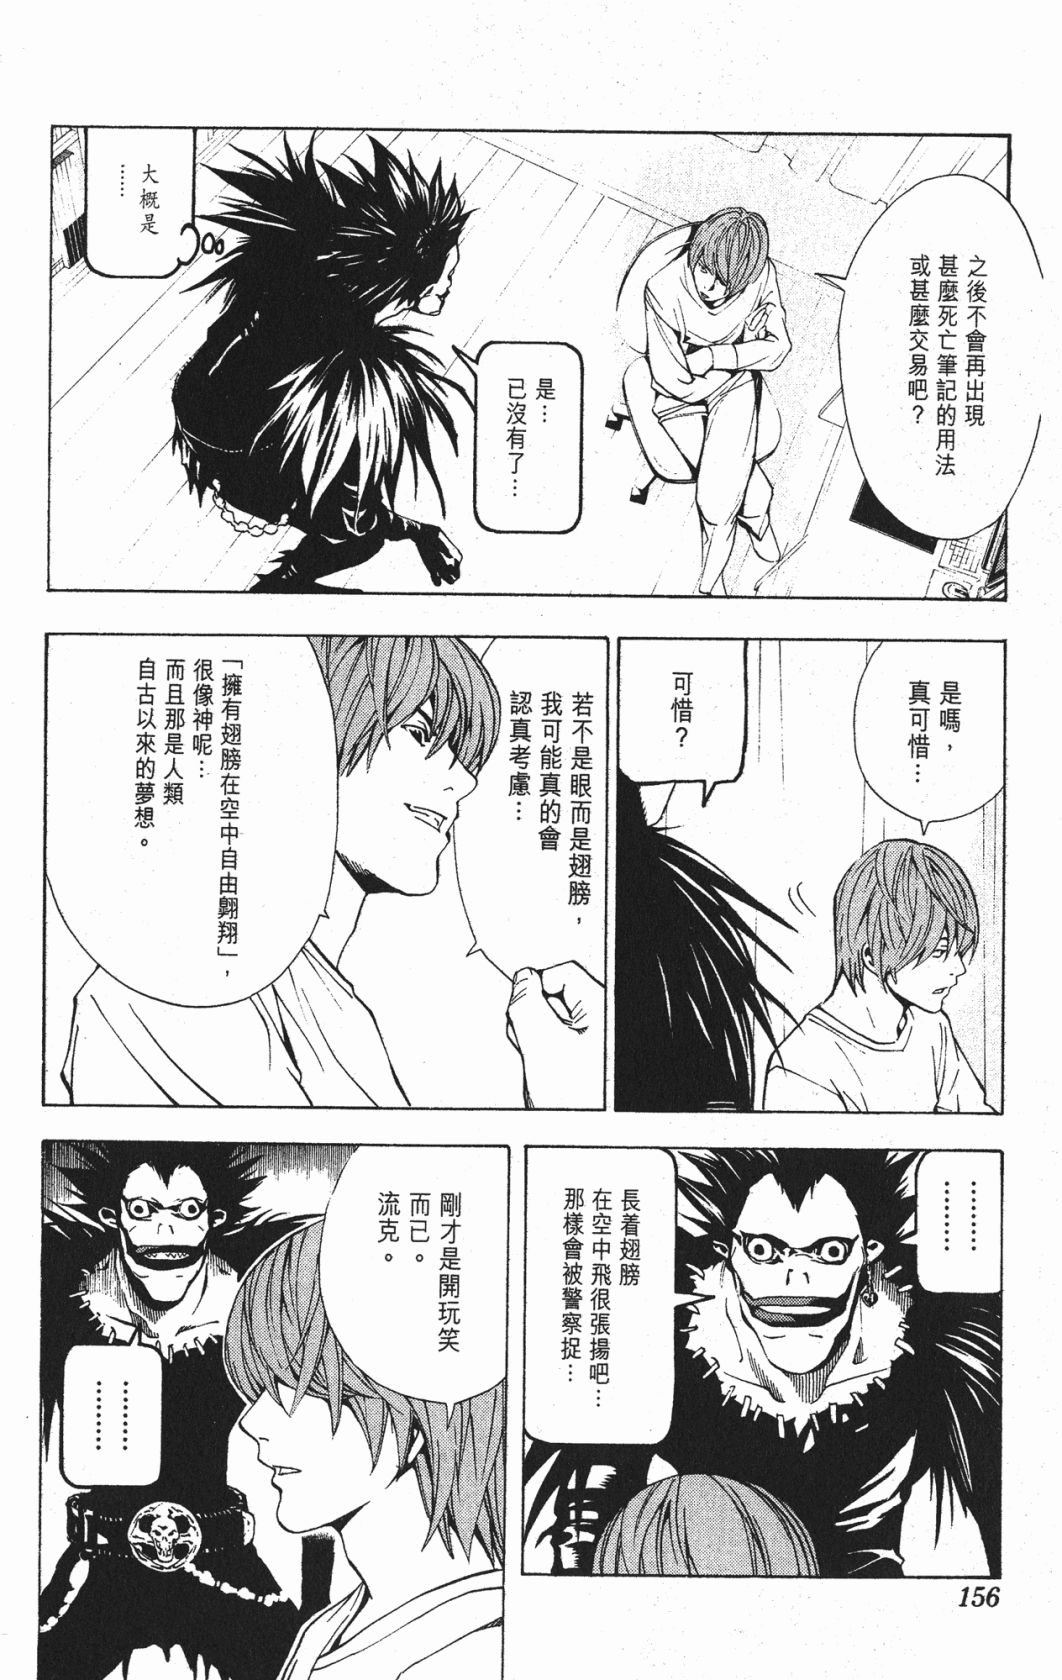 之後不會再出現
甚麼死亡筆記的用法
或甚麼交易吧？
是…
已沒有了…
大概是
……
是嗎，
真可惜…
可惜？
若不是眼而是翅膀，
我可能真的會
認真考慮…
「擁有翅膀在空中自由翺翔」，
很像神呢…
而且那是人類
自古以來的夢想。
………
………
長着翅膀
在空中飛很張揚吧…
那樣會被警察捉…
剛才是開玩笑
而已。
流克。
………
………
156